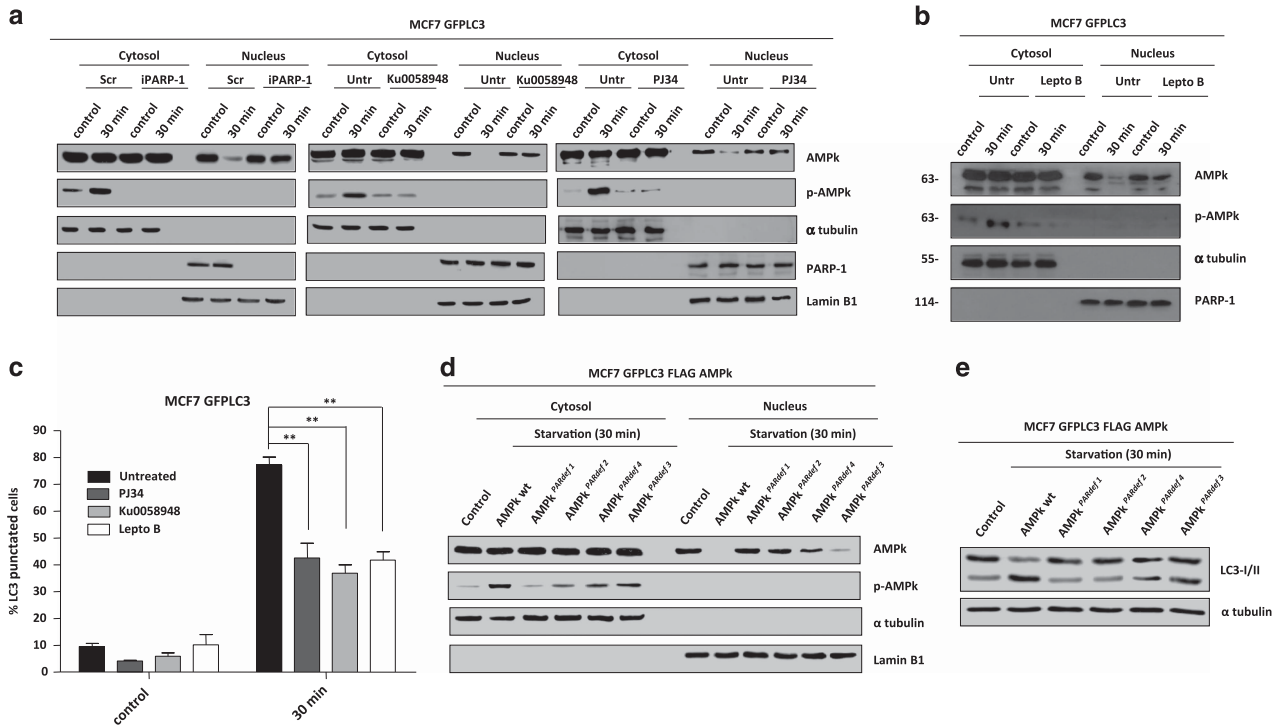 a
MCF7 GFPLC3
Cytosol Nucleus Cytosol Nucleus Cytosol Nucleus
Scr iPARP-1 Scr iPARP-1 Untr Ku0058948 Untr Ku0058948 Untr PJ34 Untr PJ34
control 30 min control 30 min control 30 min control 30 min control 30 min control 30 min control 30 min control 30 min control 30 min control 30 min control 30 min control 30 min
AMPk
p-AMPk
α tubulin
PARP-1
Lamin B1
b
MCF7 GFPLC3
Cytosol Nucleus
Untr Lepto B Untr Lepto B
control 30 min control 30 min control 30 min control 30 min
63- AMPk
63- p-AMPk
55- α tubulin
114- PARP-1
c
MCF7 GFPLC3
% LC3 punctated cells
90
80
70
60
50
40
30
20
10
0
Untreated
PJ34
Ku0058948
Lepto B
**
**
**
control 30 min
d
MCF7 GFPLC3 FLAG AMPk
Cytosol Nucleus
Starvation (30 min) Starvation (30 min)
Control AMPk wt AMPk PARdef 1 AMPk PARdef 2 AMPk PARdef 4 AMPk PARdef 3 Control AMPk wt AMPk PARdef 1 AMPk PARdef 2 AMPk PARdef 4 AMPk PARdef 3
AMPk
p-AMPk
α tubulin
Lamin B1
e
MCF7 GFPLC3 FLAG AMPk
Starvation (30 min)
Control AMPk wt AMPk PARdef 1 AMPk PARdef 2 AMPk PARdef 4 AMPk PARdef 3
LC3-I/II
α tubulin